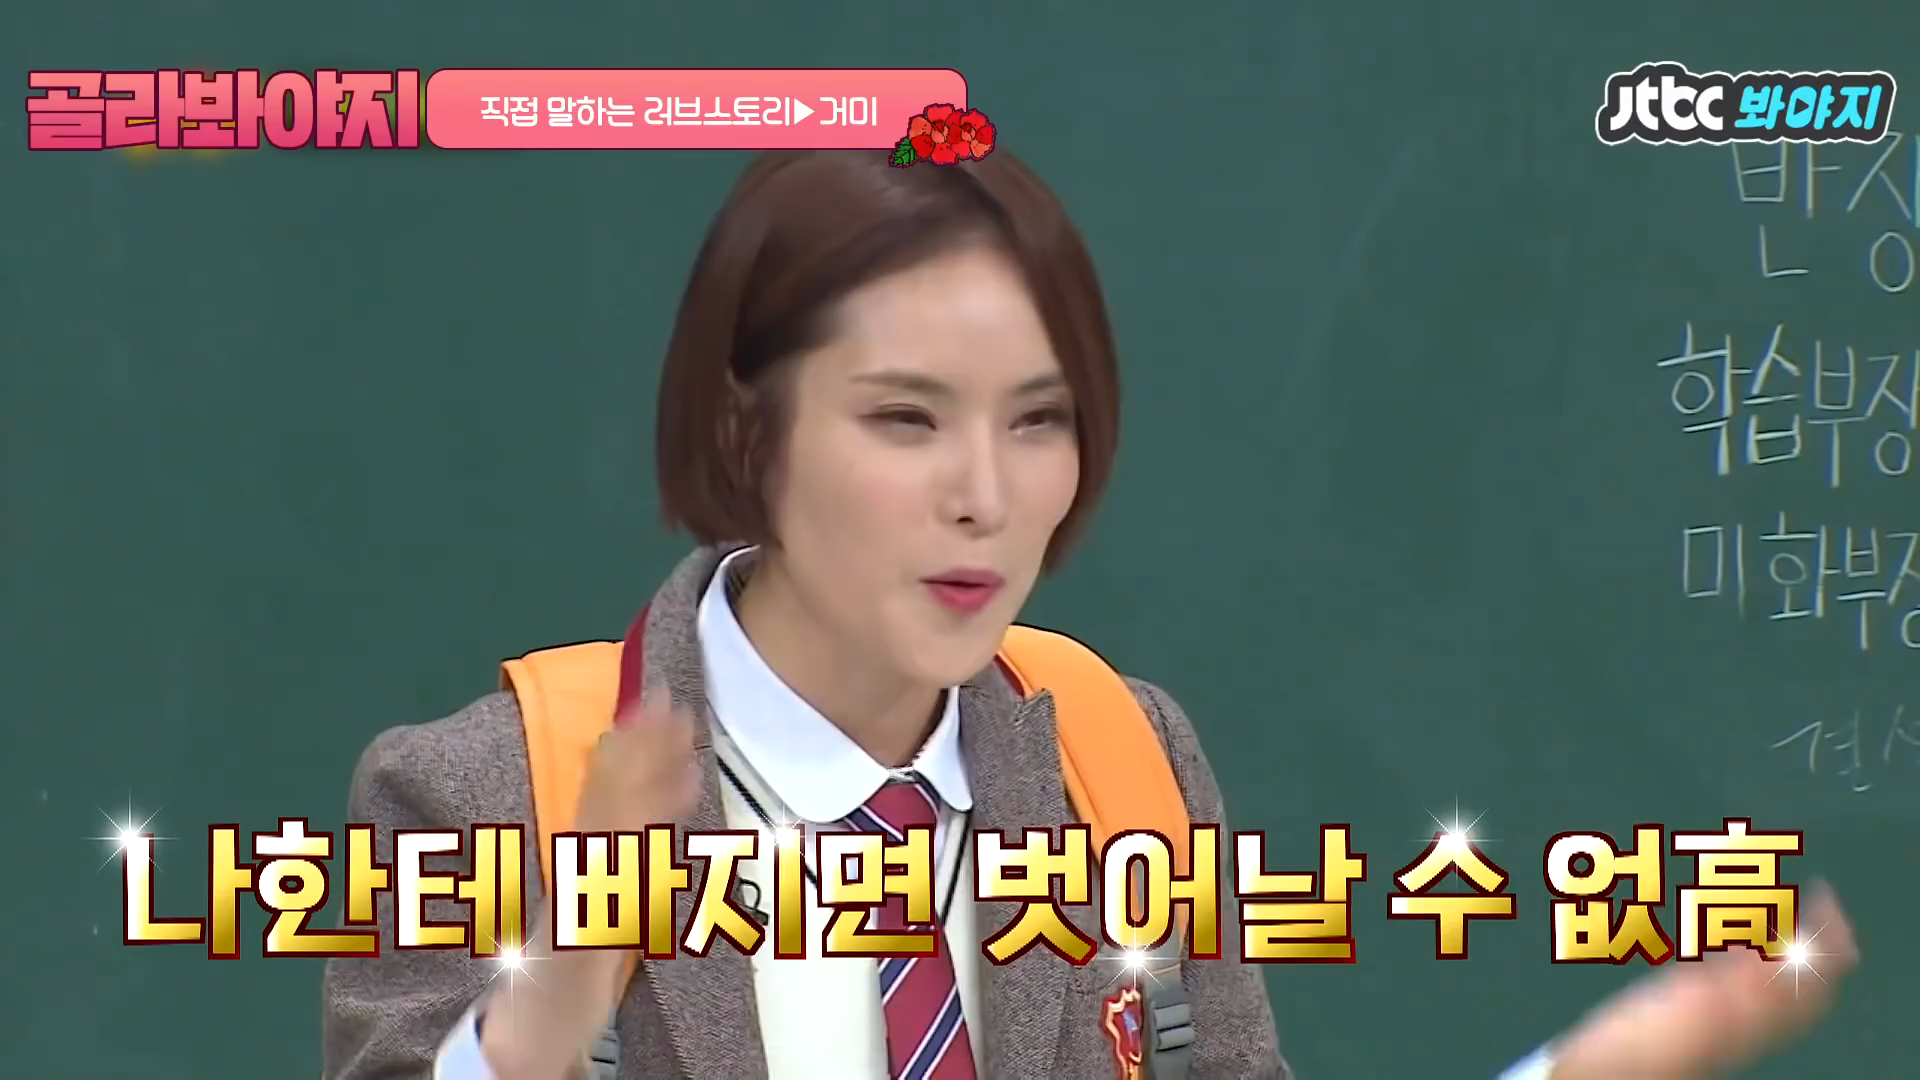 골라봐야지
직접 말하는 러브스토리▶거미
jtbc 봐야지
반장
학습부장
미화부장
나한테 빠지면 벗어날 수 없高